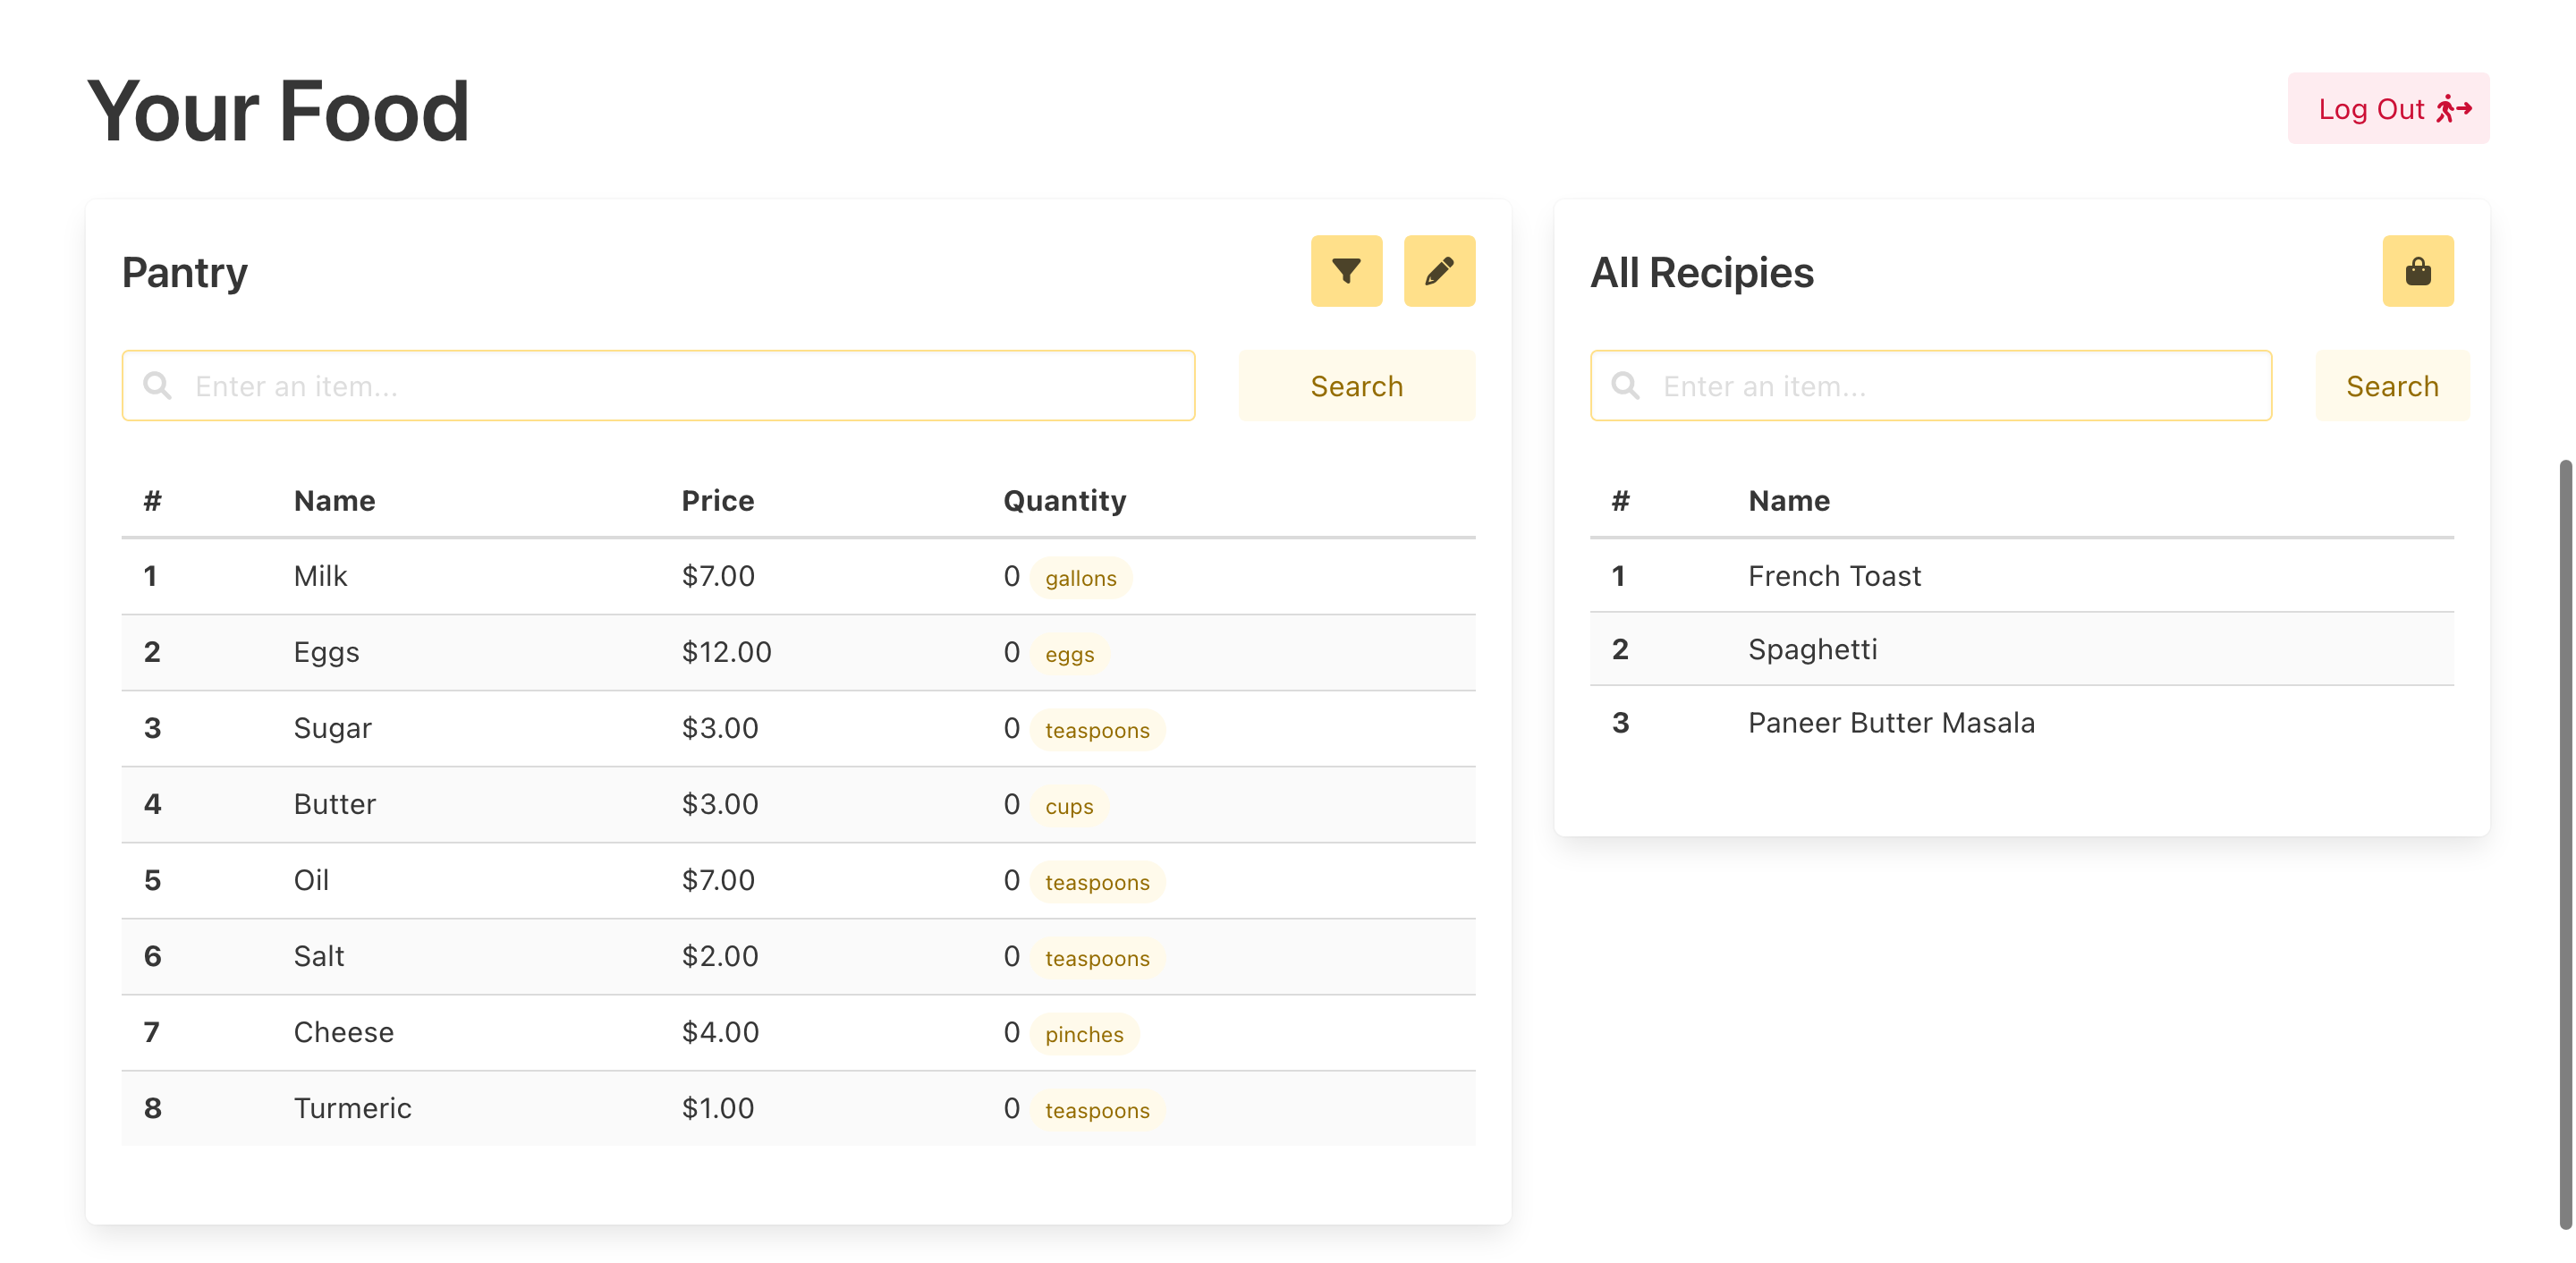 Your Food
Log Out
Pantry
Enter an item...
Search
# Name Price Quantity
1 Milk $7.00 0 gallons
2 Eggs $12.00 0 eggs
3 Sugar $3.00 0 teaspoons
4 Butter $3.00 0 cups
5 Oil $7.00 0 teaspoons
6 Salt $2.00 0 teaspoons
7 Cheese $4.00 0 pinches
8 Turmeric $1.00 0 teaspoons
All Recipies
Enter an item...
Search
# Name
1 French Toast
2 Spaghetti
3 Paneer Butter Masala